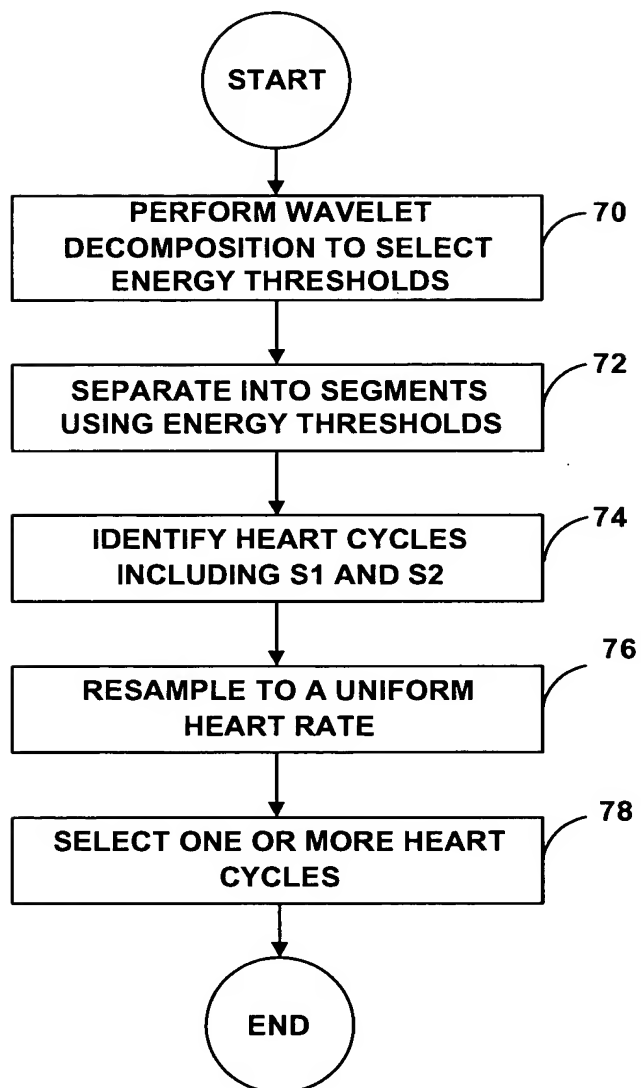 START
PERFORM WAVELET
DECOMPOSITION TO SELECT
ENERGY THRESHOLDS
70
SEPARATE INTO SEGMENTS
USING ENERGY THRESHOLDS
72
IDENTIFY HEART CYCLES
INCLUDING S1 AND S2
74
RESAMPLE TO A UNIFORM
HEART RATE
76
SELECT ONE OR MORE HEART
CYCLES
78
END